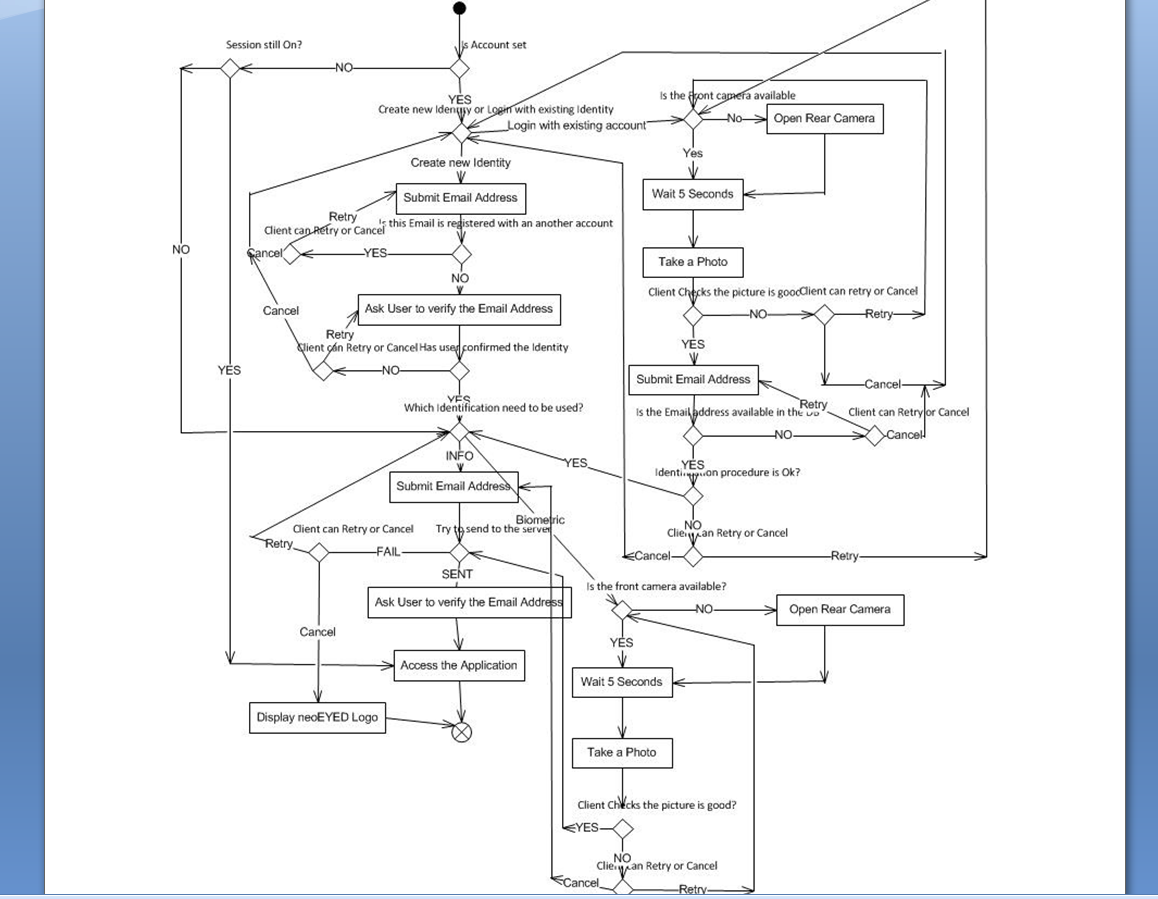 Session still On?
Is Account set
NO
YES
Create new Identity or Login with existing Identity
Is the Front camera available
Login with existing account
No
Open Rear Camera
Yes
Create new Identity
Submit Email Address
Wait 5 Seconds
Retry
Is this Email is registered with an another account
Client can Retry or Cancel
NO
Cancel
YES
Take a Photo
NO
Client Checks the picture is good
Client can retry or Cancel
Ask User to verify the Email Address
Cancel
NO
Retry
Retry
YES
Client can Retry or Cancel
Has user confirmed the Identity
YES
NO
Submit Email Address
Cancel
YES
Retry
Which Identification need to be used?
Is the Email address available in the DB
Client can Retry or Cancel
NO
Cancel
INFO
YES
YES
Identification procedure is Ok?
Submit Email Address
Biometric
NO
Client can Retry or Cancel
Try to send to the server
Client can Retry or Cancel
Retry
FAIL
Cancel
Retry
SENT
Is the front camera available?
Ask User to verify the Email Address
NO
Open Rear Camera
Cancel
YES
Access the Application
Wait 5 Seconds
Display neoEYED Logo
Take a Photo
Client Checks the picture is good?
YES
NO
Client can Retry or Cancel
Cancel
Retry